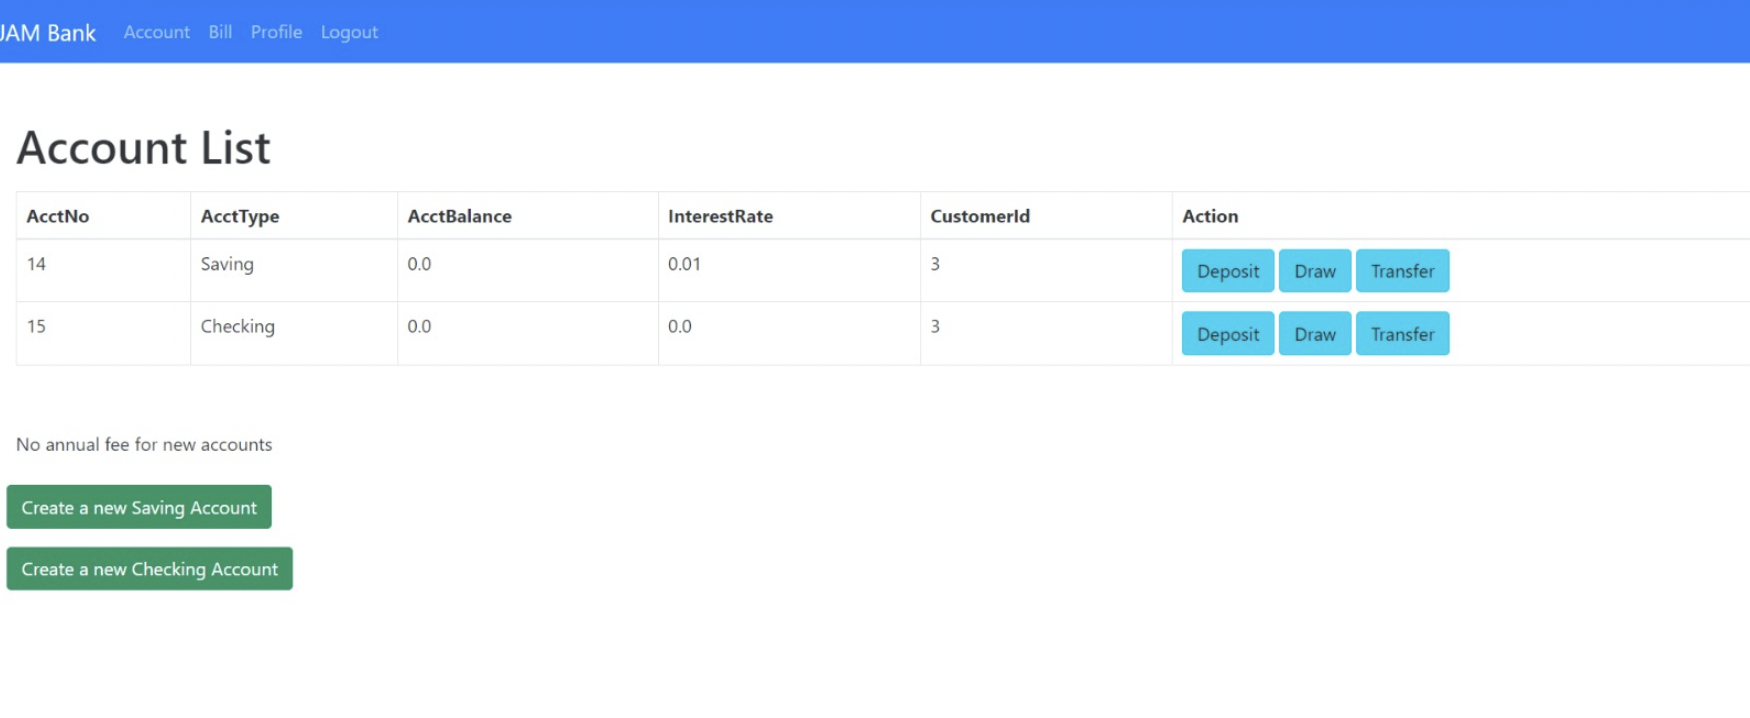 JAM Bank Account Bill Profile Logout
Account List
AcctNo AcctType AcctBalance InterestRate CustomerId Action
14 Saving 0.0 0.01 3 Deposit Draw Transfer
15 Checking 0.0 0.0 3 Deposit Draw Transfer
No annual fee for new accounts
Create a new Saving Account
Create a new Checking Account